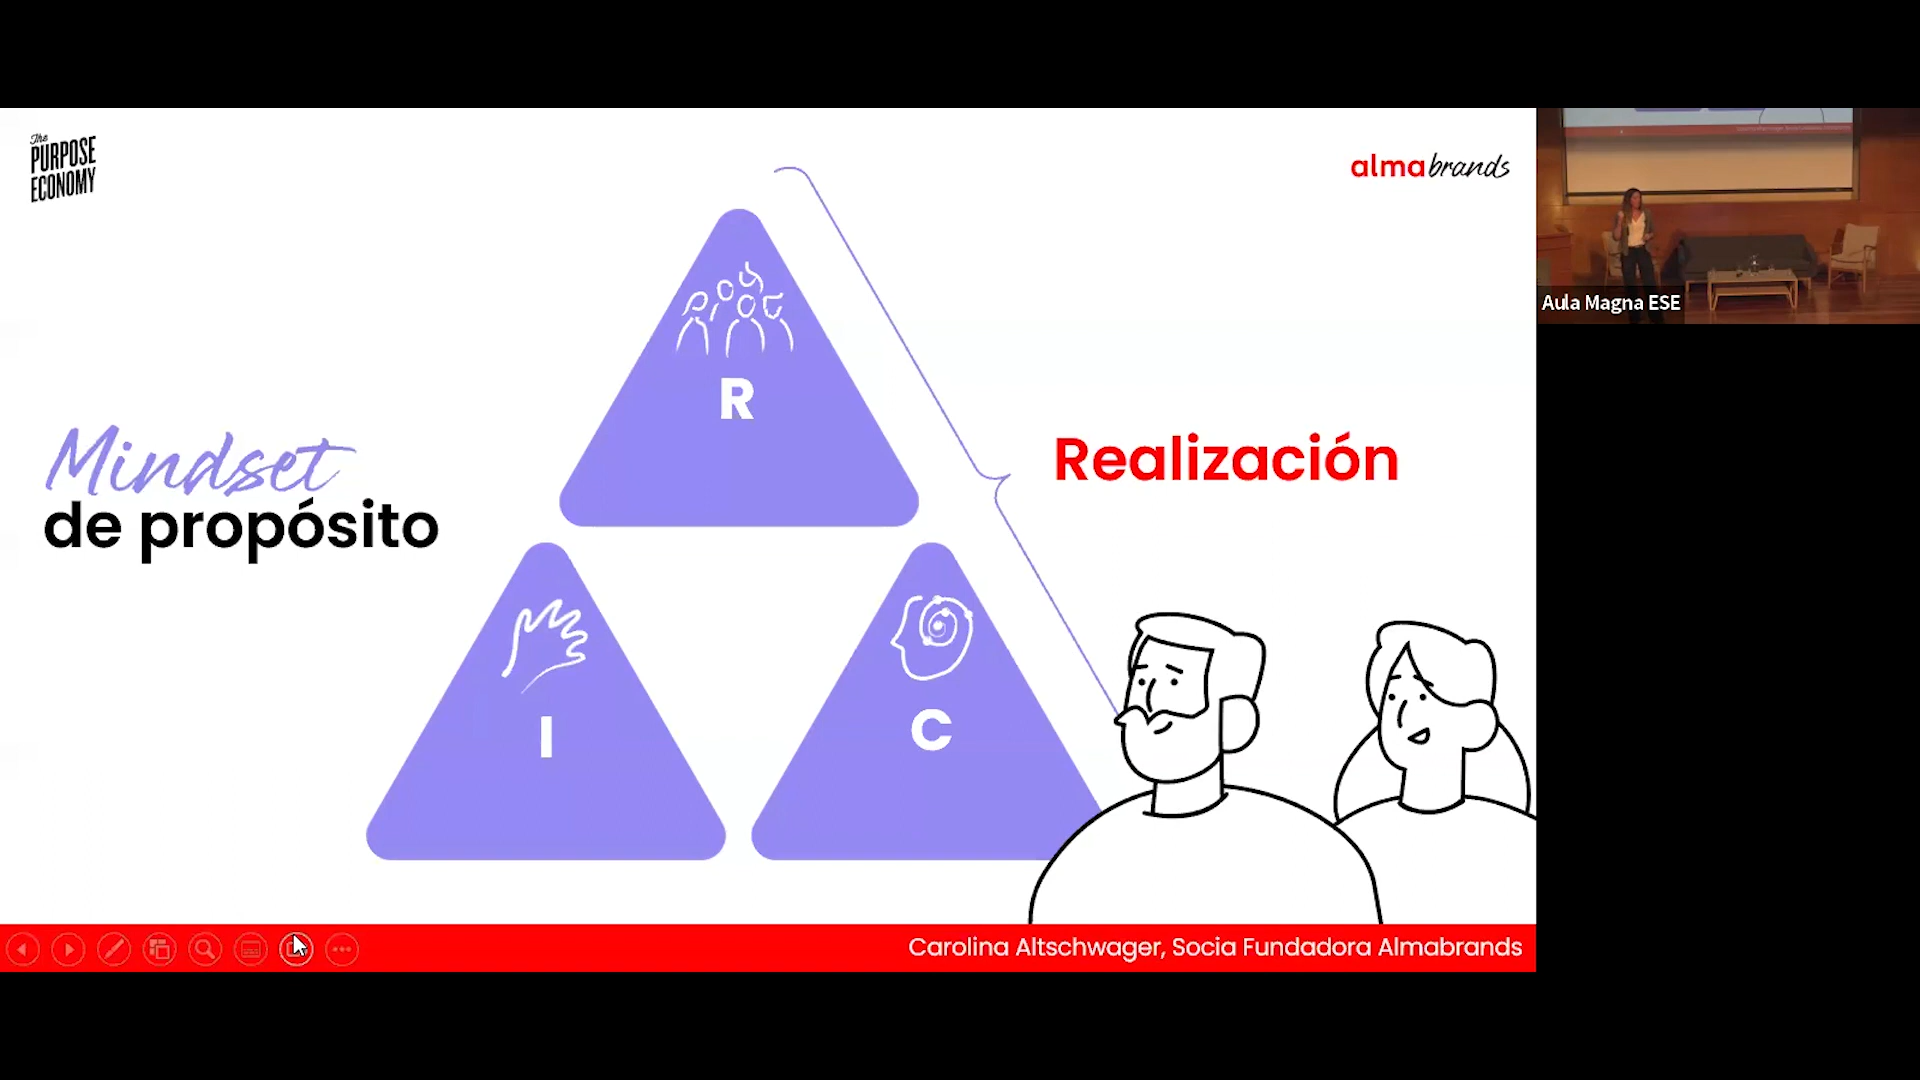 The
PURPOSE
ECONOMY
almabrands
Aula Magna ESE
R
Realización
Mindset
de propósito
I
C
Carolina Altschwager, Socia Fundadora Almabrands